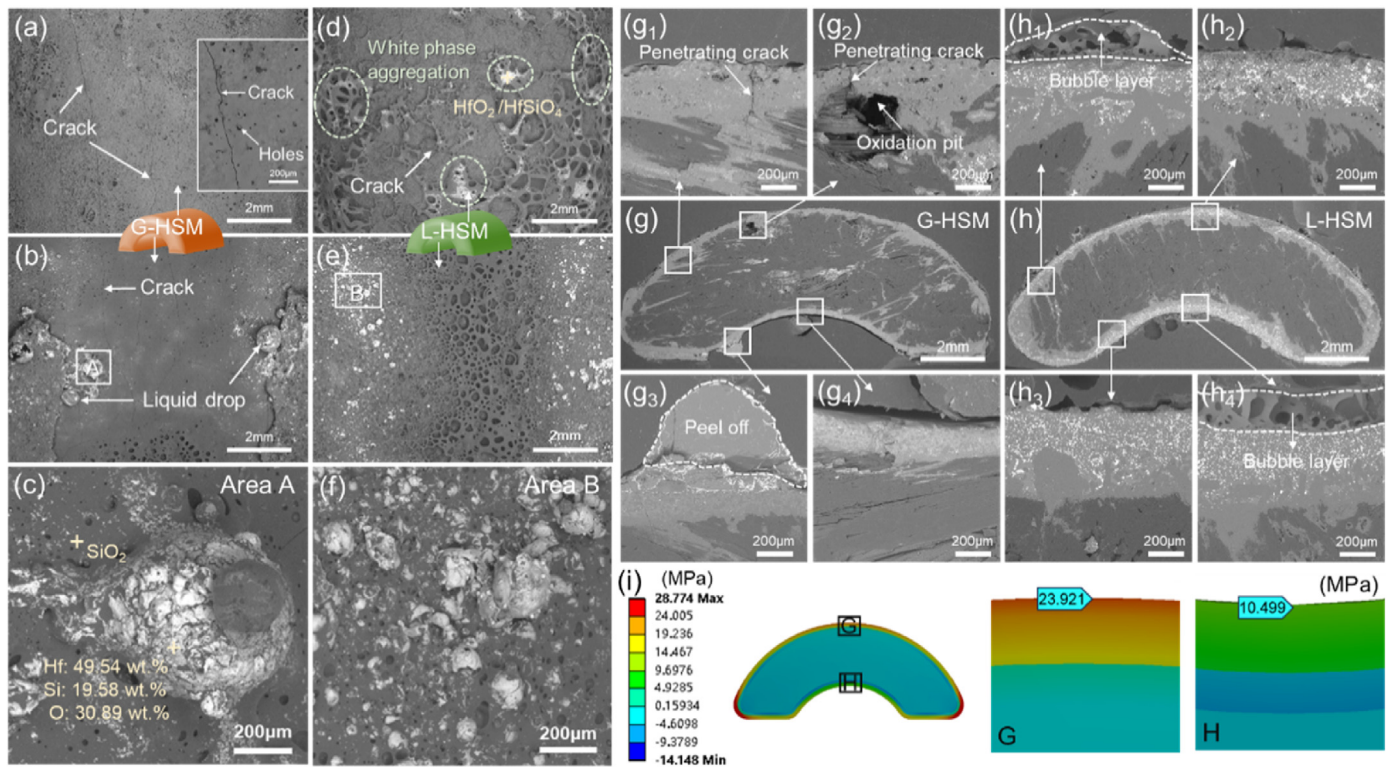 (a)
Crack
Crack
Holes
200μm
2mm
G-HSM
(b)
Crack
A
Liquid drop
2mm
(c)
Area A
SiO2
Hf: 49.54 wt.%
Si: 19.58 wt.%
O: 30.89 wt.%
200μm
(d)
White phase
aggregation
HfO2/HfSiO4
Crack
2mm
L-HSM
(e)
B
2mm
(f)
Area B
200μm
(g1)
Penetrating crack
200μm
(g2)
Penetrating crack
Oxidation pit
200μm
(h1)
Bubble layer
200μm
(h2)
200μm
(g)
G-HSM
2mm
(h)
L-HSM
2mm
(g3)
Peel off
200μm
(g4)
200μm
(h3)
200μm
(h4)
Bubble layer
200μm
(i)
(MPa)
28.774 Max
24.005
19.236
14.467
9.6976
4.9285
0.15934
-4.6098
-9.3789
-14.148 Min
G
H
23.921
G
(MPa)
10.499
H